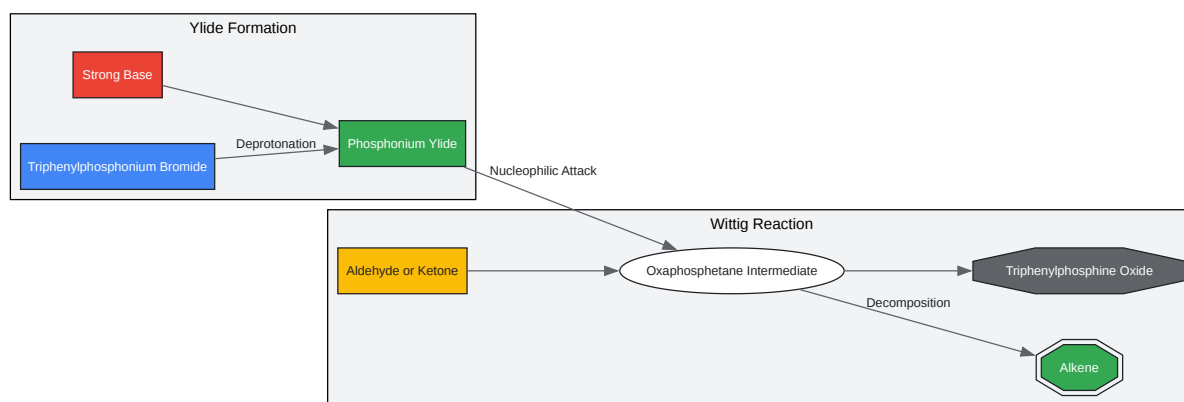 Ylide Formation
Strong Base
Triphenylphosphonium Bromide
Deprotonation
Phosphonium Ylide
Nucleophilic Attack
Wittig Reaction
Aldehyde or Ketone
Oxaphosphetane Intermediate
Triphenylphosphine Oxide
Decomposition
Alkene